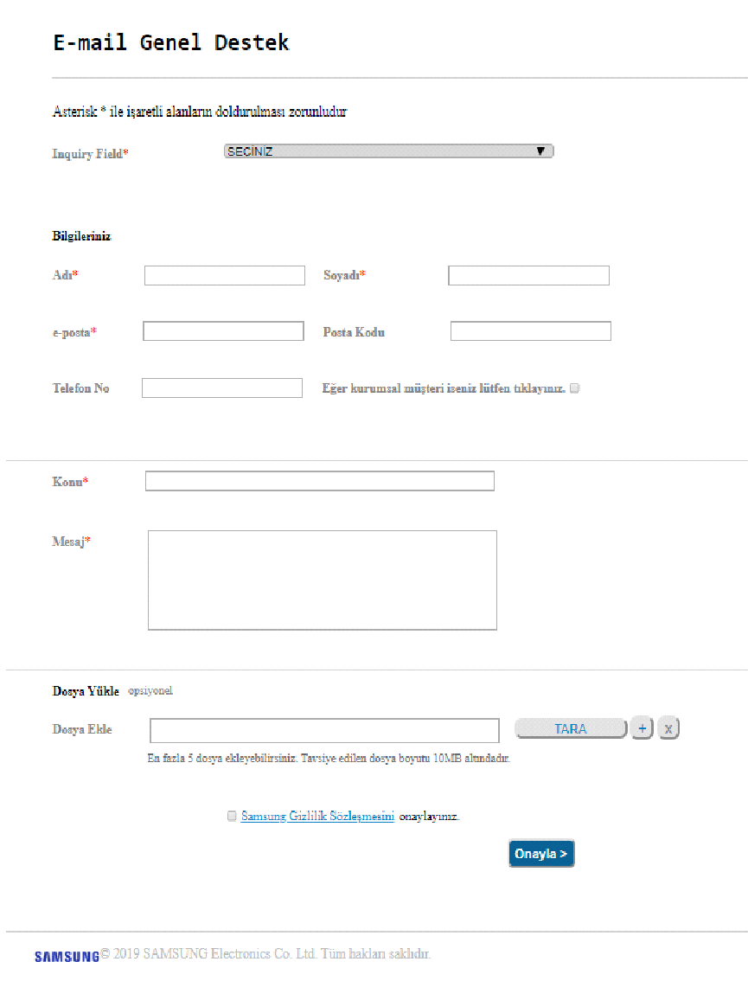 E-mail Genel Destek
Asterisk * ile işaretli alanların doldurulması zorunludur
Inquiry Field* SEÇİNİZ ▼
Bilgileriniz
Adı* Soyadı*
e-posta* Posta Kodu
Telefon No Eğer kurumsal müşteri iseniz lütfen tıklayınız.
Konu*
Mesaj*
Dosya Yükle opsiyonel
Dosya Ekle TARA + x
En fazla 5 dosya ekleyebilirsiniz. Tavsiye edilen dosya boyutu 10MB altındadır.
Samsung Gizlilik Sözleşmesini onaylayınız.
Onayla >
SAMSUNG © 2019 SAMSUNG Electronics Co. Ltd. Tüm hakları saklıdır.